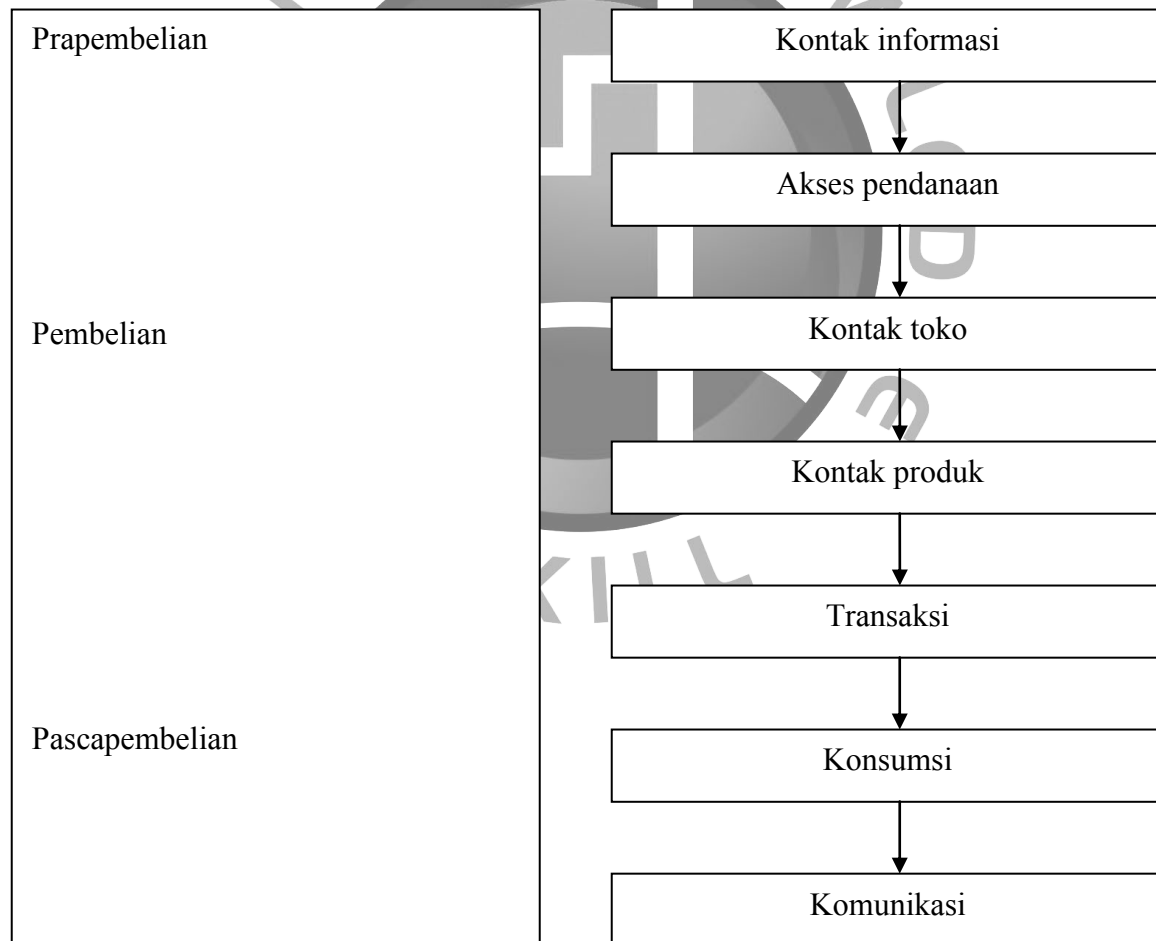 Prapembelian
Kontak informasi
Akses pendanaan
Pembelian
Kontak toko
Kontak produk
Transaksi
Pascapembelian
Konsumsi
Komunikasi